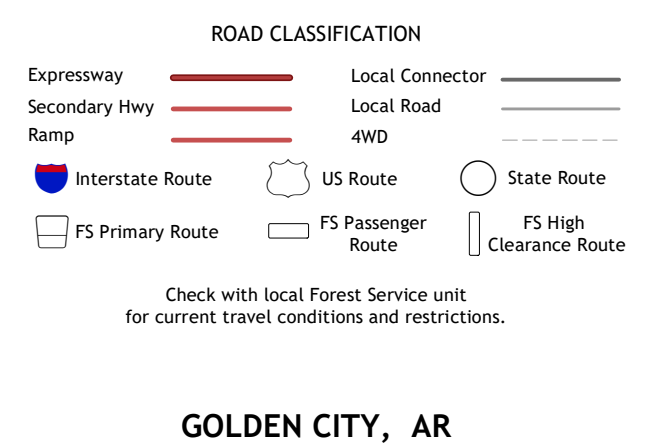 ROAD CLASSIFICATION
Expressway
Local Connector
Secondary Hwy
Local Road
Ramp
4WD
Interstate Route
US Route
State Route
FS Primary Route
FS Passenger
Route
FS High
Clearance Route
Check with local Forest Service unit
for current travel conditions and restrictions.
GOLDEN CITY, AR